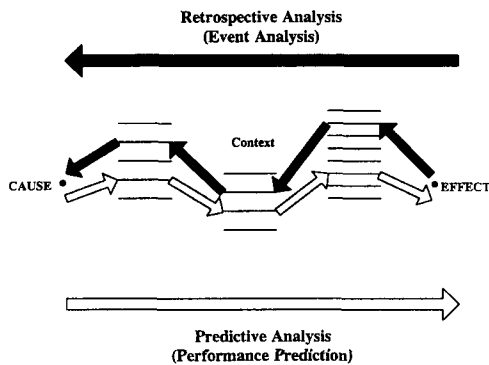 Retrospective Analysis
(Event Analysis)
Context
CAUSE
EFFECT
Predictive Analysis
(Performance Prediction)